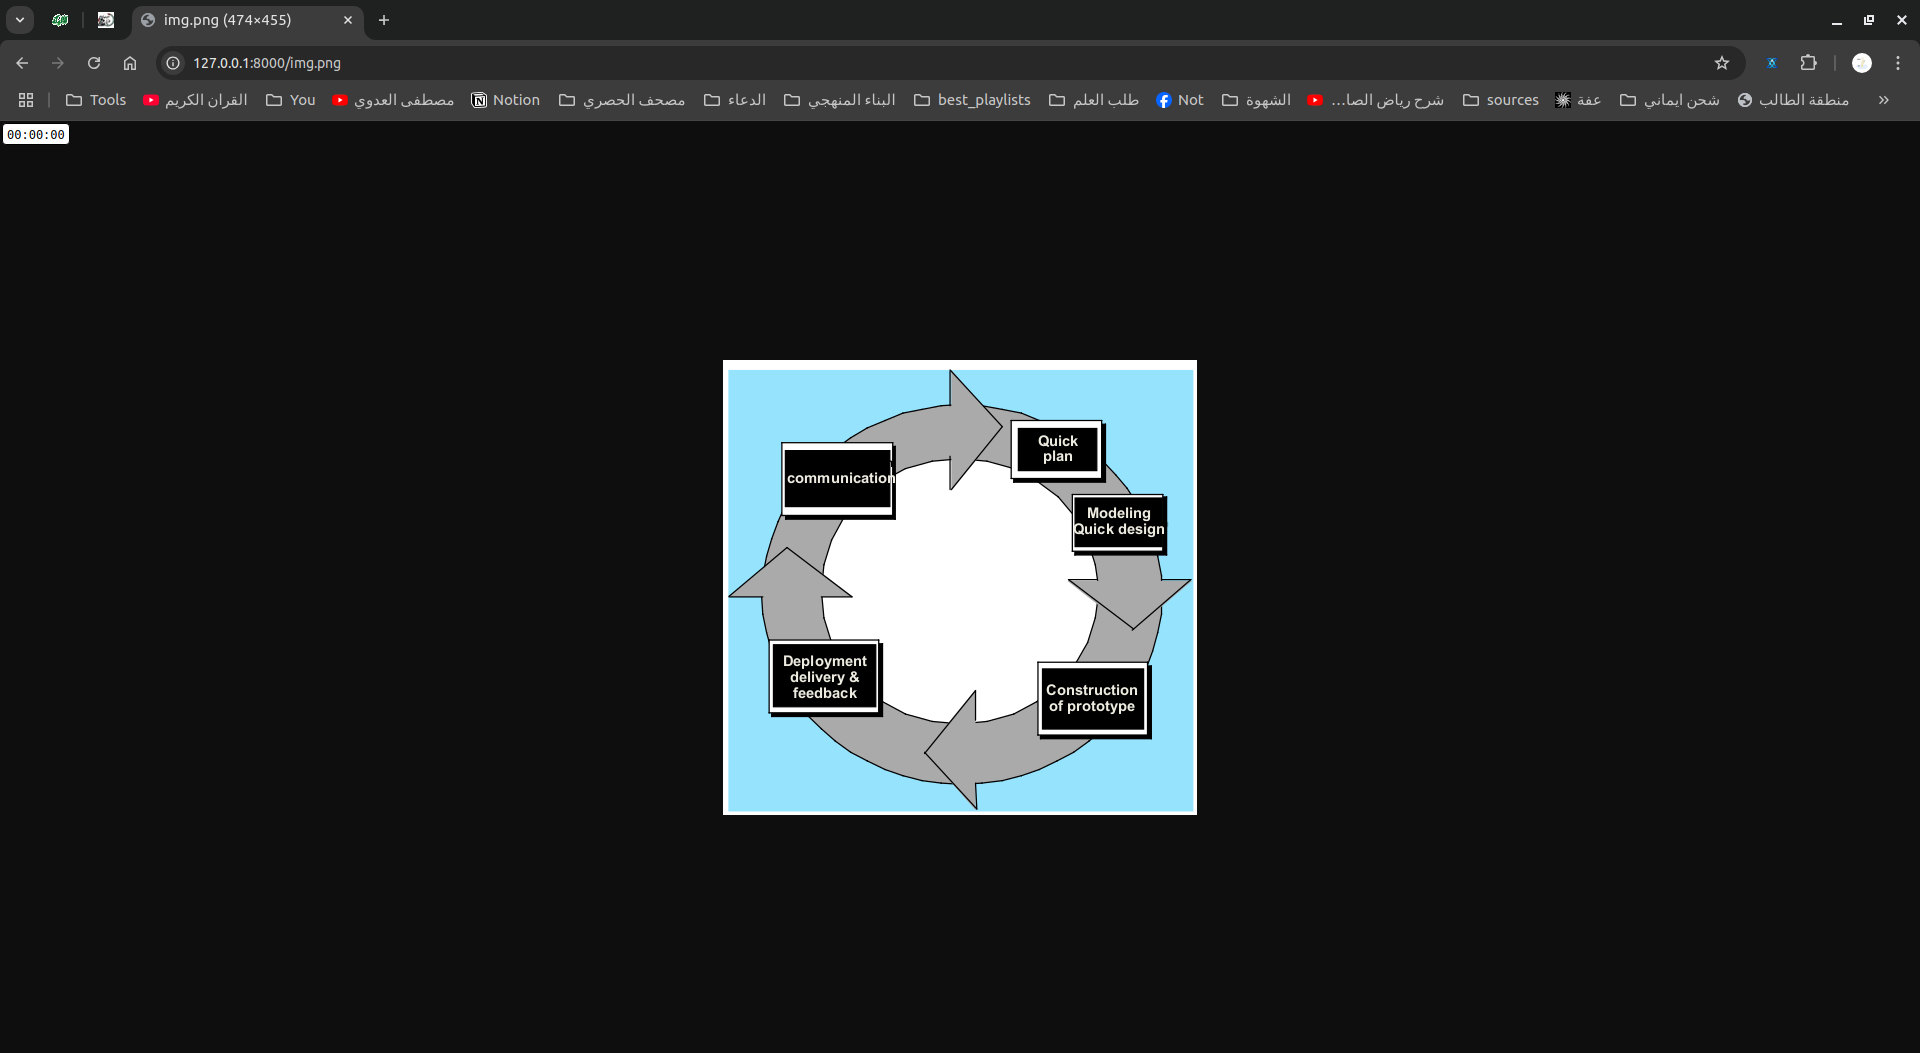 img.png (474×455)
127.0.0.1:8000/img.png
Tools
القران الكريم
You
مصطفى العدوي
Notion
مصحف الحصري
الدعاء
البناء المنهجي
best_playlists
طلب العلم
Not
الشهوة
شرح رياض الصا...
sources
عفة
شحن ايماني
منطقة الطالب
00:00:00
communication
Quick
plan
Modeling
Quick design
Construction
of prototype
Deployment
delivery &
feedback